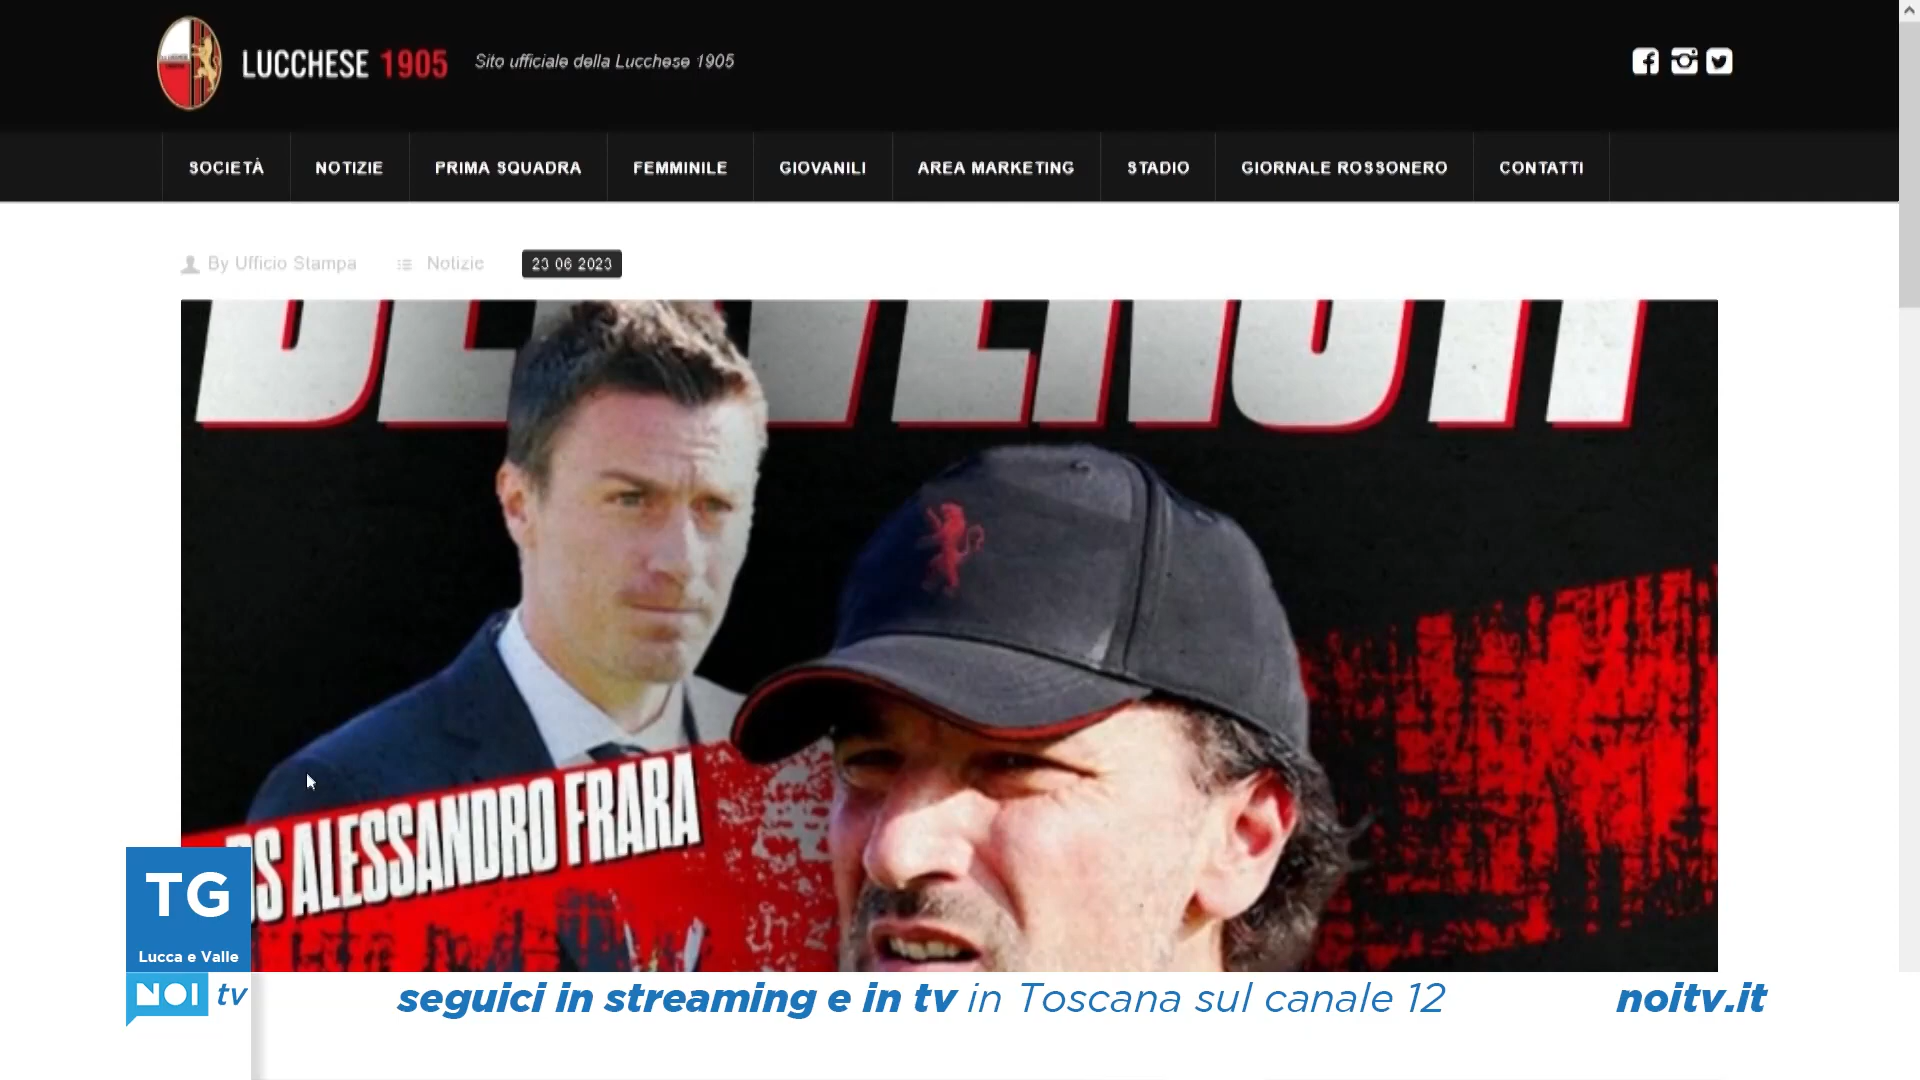 LUCCHESE 1905
Sito ufficiale della Lucchese 1905
SOCIETÀ NOTIZIE PRIMA SQUADRA FEMMINILE GIOVANILI AREA MARKETING STADIO GIORNALE ROSSONERO CONTATTI
By Ufficio Stampa Notizie 23 06 2023
BENVENUTI
DS ALESSANDRO FRARA
TG
Lucca e Valle
NOI tv
seguici in streaming e in tv in Toscana sul canale 12
noitv.it